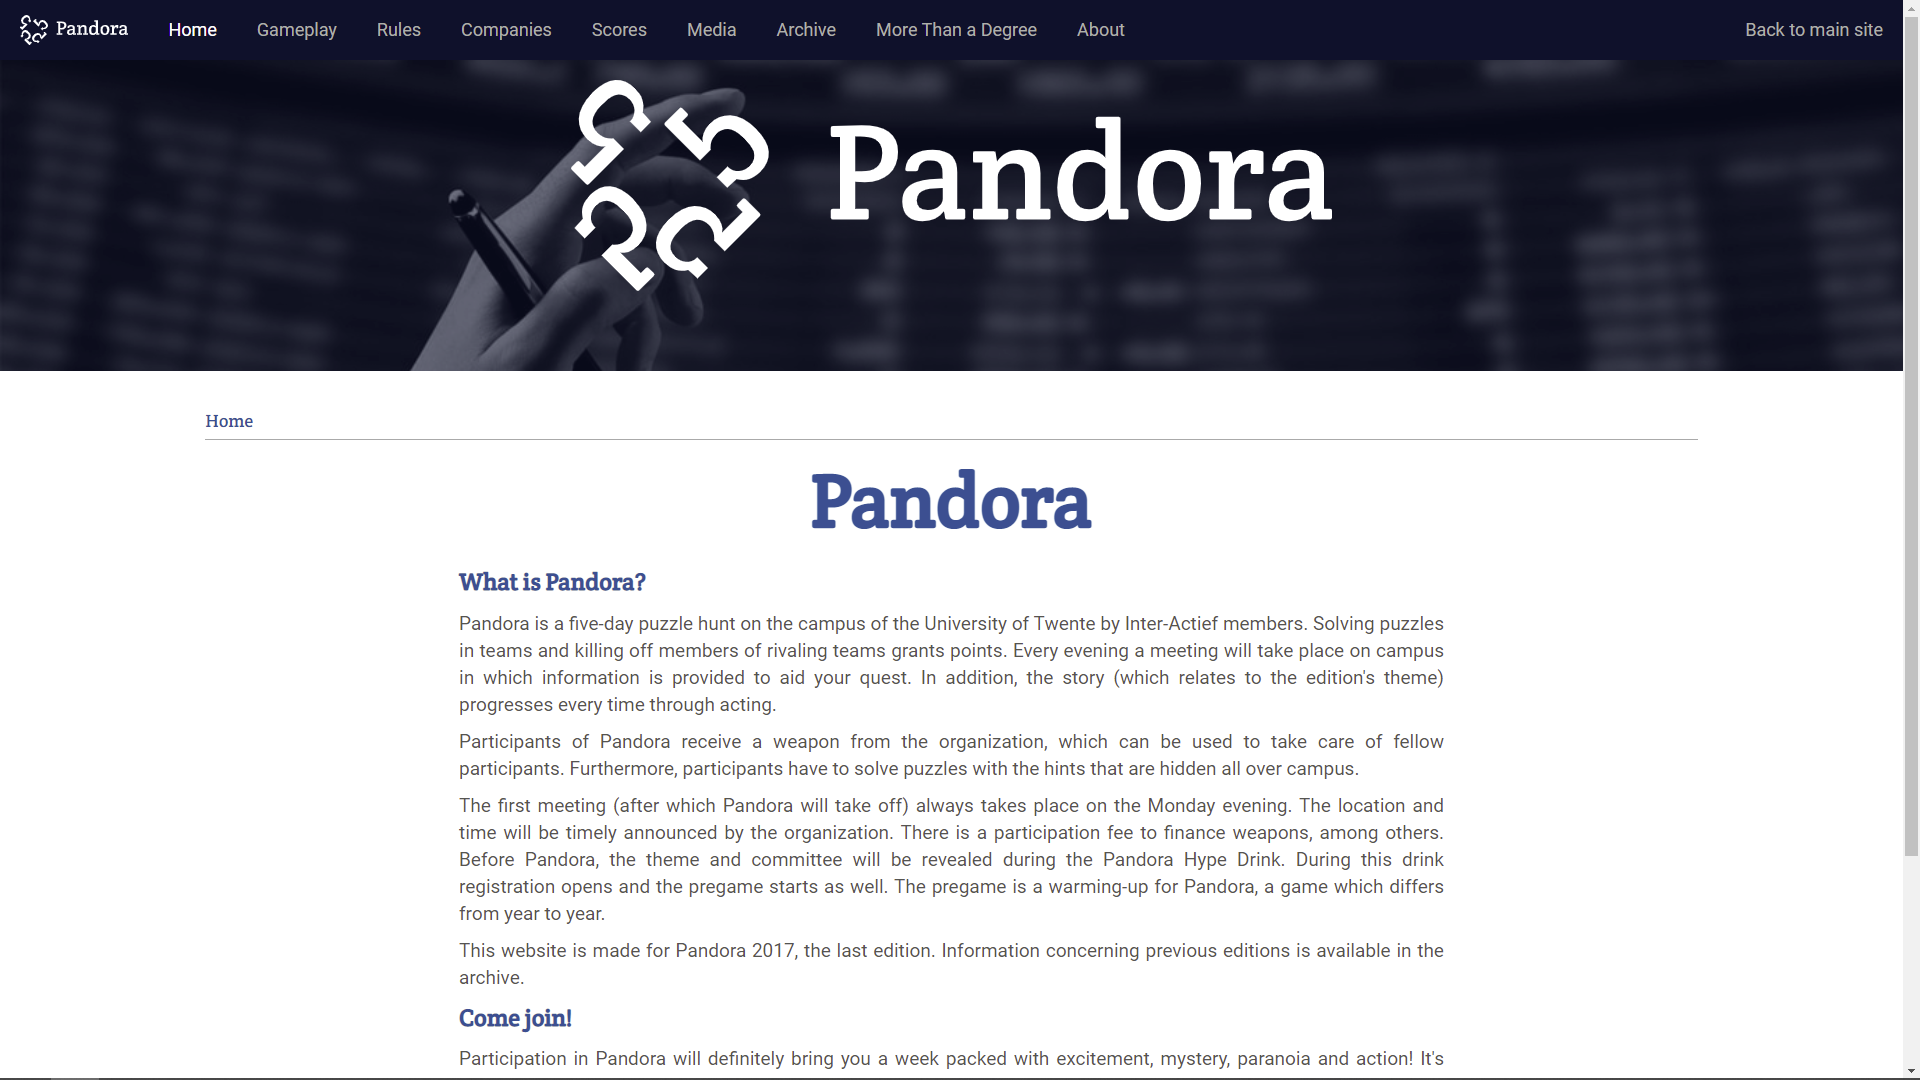 Pandora Home Gameplay Rules Companies Scores Media Archive More Than a Degree About Back to main site
Pandora
Home
Pandora
What is Pandora?
Pandora is a five-day puzzle hunt on the campus of the University of Twente by Inter-Actief members. Solving puzzles
in teams and killing off members of rivaling teams grants points. Every evening a meeting will take place on campus
in which information is provided to aid your quest. In addition, the story (which relates to the edition's theme)
progresses every time through acting.
Participants of Pandora receive a weapon from the organization, which can be used to take care of fellow
participants. Furthermore, participants have to solve puzzles with the hints that are hidden all over campus.
The first meeting (after which Pandora will take off) always takes place on the Monday evening. The location and
time will be timely announced by the organization. There is a participation fee to finance weapons, among others.
Before Pandora, the theme and committee will be revealed during the Pandora Hype Drink. During this drink
registration opens and the pregame starts as well. The pregame is a warming-up for Pandora, a game which differs
from year to year.
This website is made for Pandora 2017, the last edition. Information concerning previous editions is available in the
archive.
Come join!
Participation in Pandora will definitely bring you a week packed with excitement, mystery, paranoia and action! It's